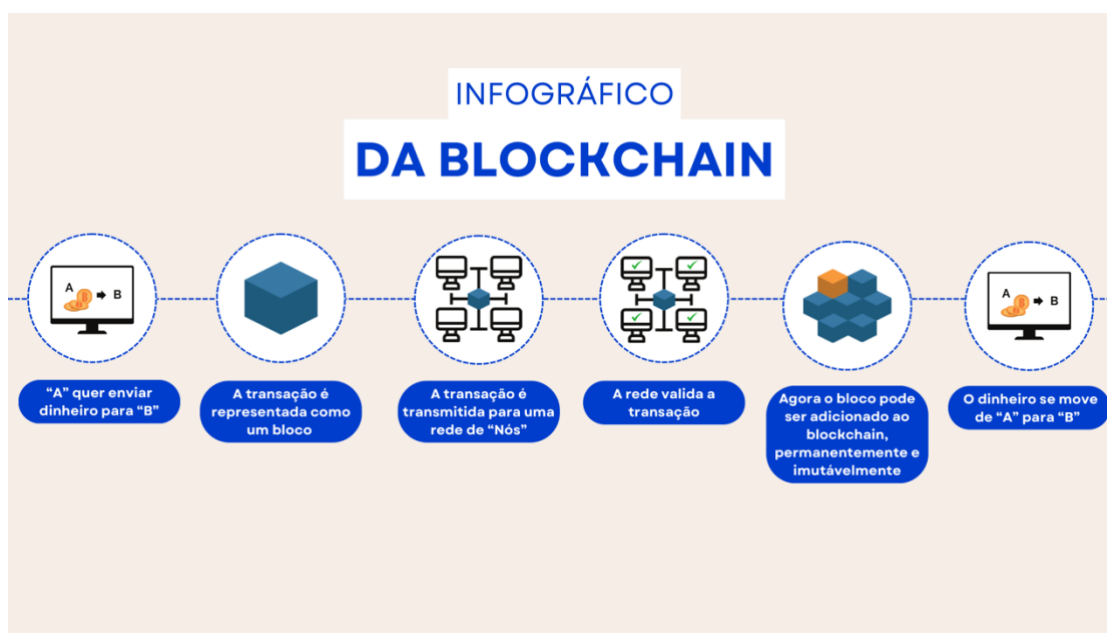 INFOGRÁFICO
DA BLOCKCHAIN
A
B
A
B
"A" quer enviar
dinheiro para "B"
A transação é
representada como
um bloco
A transação é
transmitida para uma
rede de "Nós"
A rede valida a
transação
Agora o bloco pode
ser adicionado ao
blockchain,
permanentemente e
imutávelmente
O dinheiro se move
de "A" para "B"